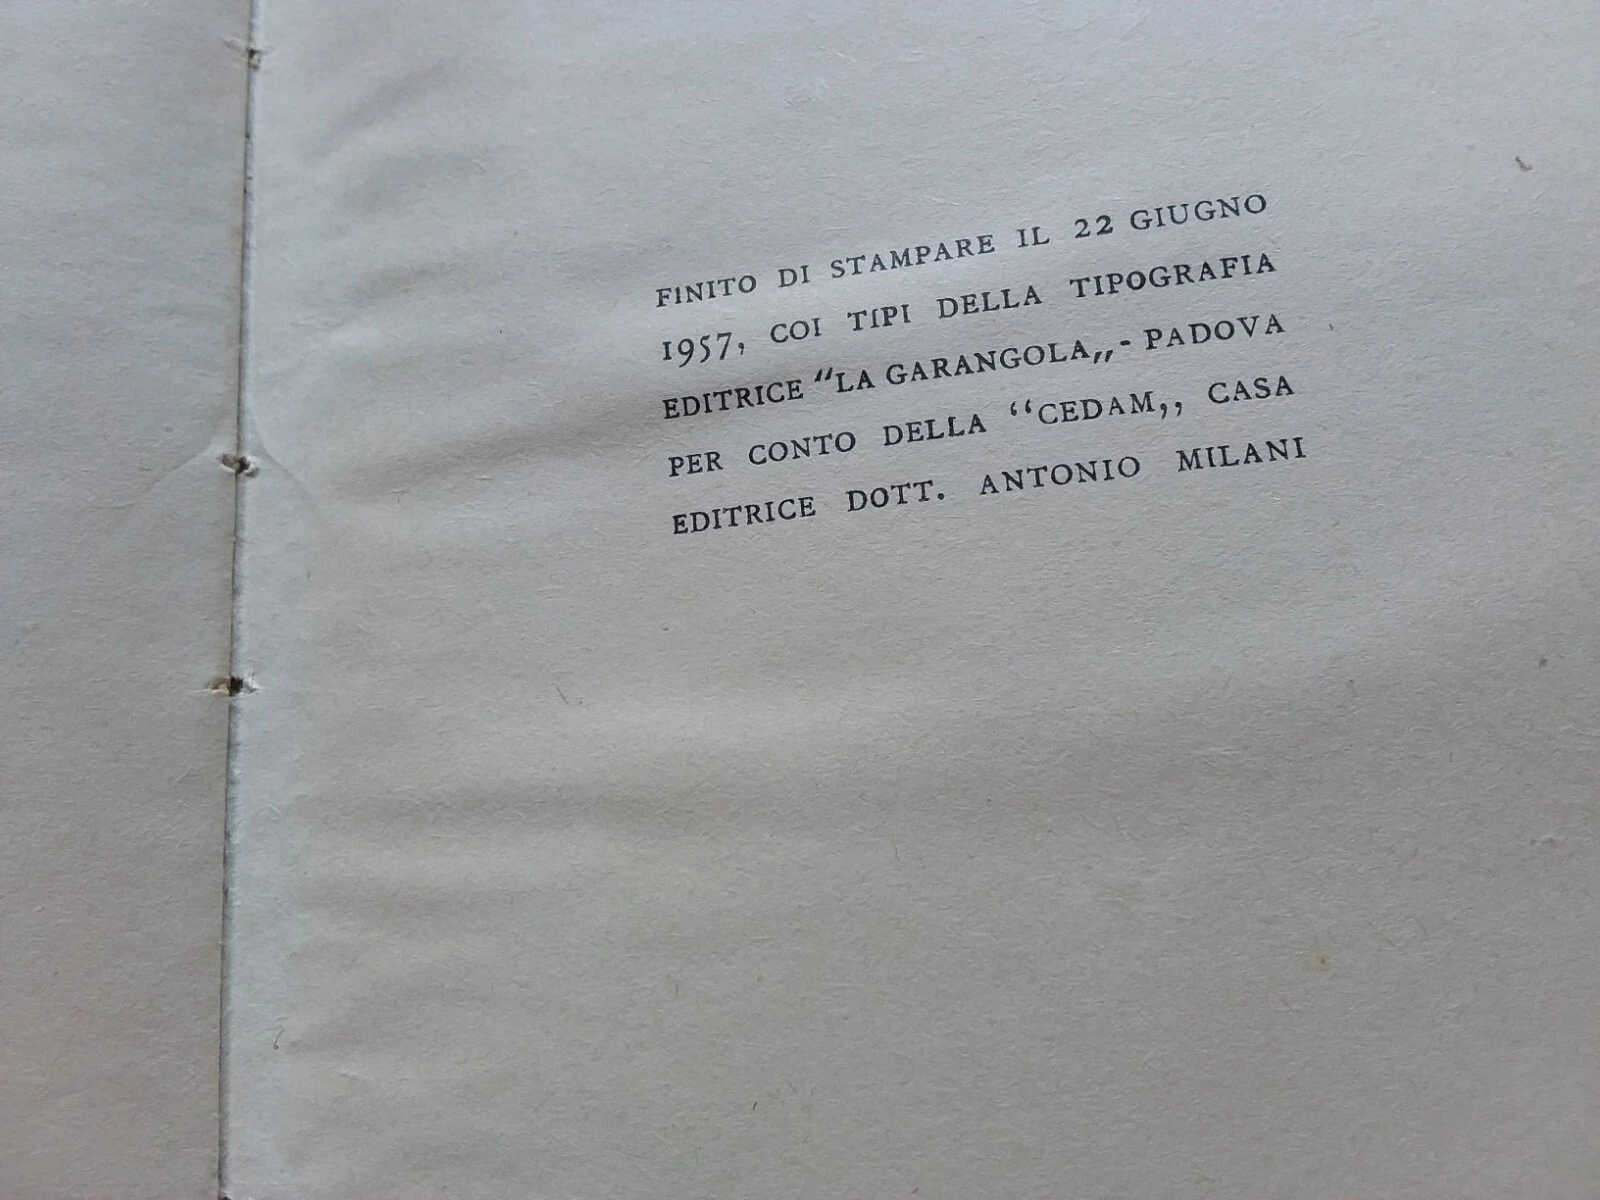 FINITO DI STAMPARE IL 22 GIUGNO
1957, COI TIPI DELLA TIPOGRAFIA
EDITRICE “LA GARANGOLA„- PADOVA
PER CONTO DELLA “CEDAM,, CASA
EDITRICE DOTT. ANTONIO MILANI